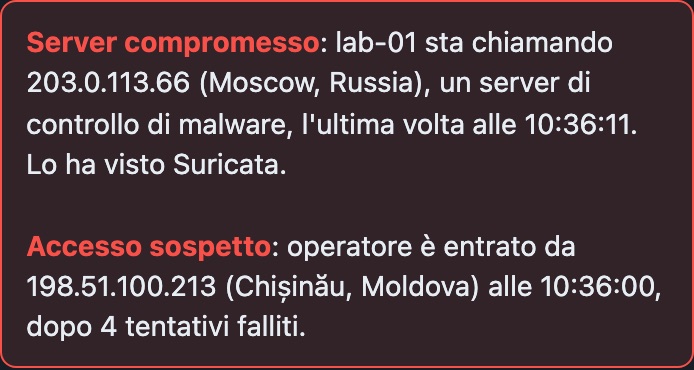 Server compromesso: lab-01 sta chiamando
203.0.113.66 (Moscow, Russia), un server di
controllo di malware, l'ultima volta alle 10:36:11.
Lo ha visto Suricata.
Accesso sospetto: operatore è entrato da
198.51.100.213 (Chișinău, Moldova) alle 10:36:00,
dopo 4 tentativi falliti.